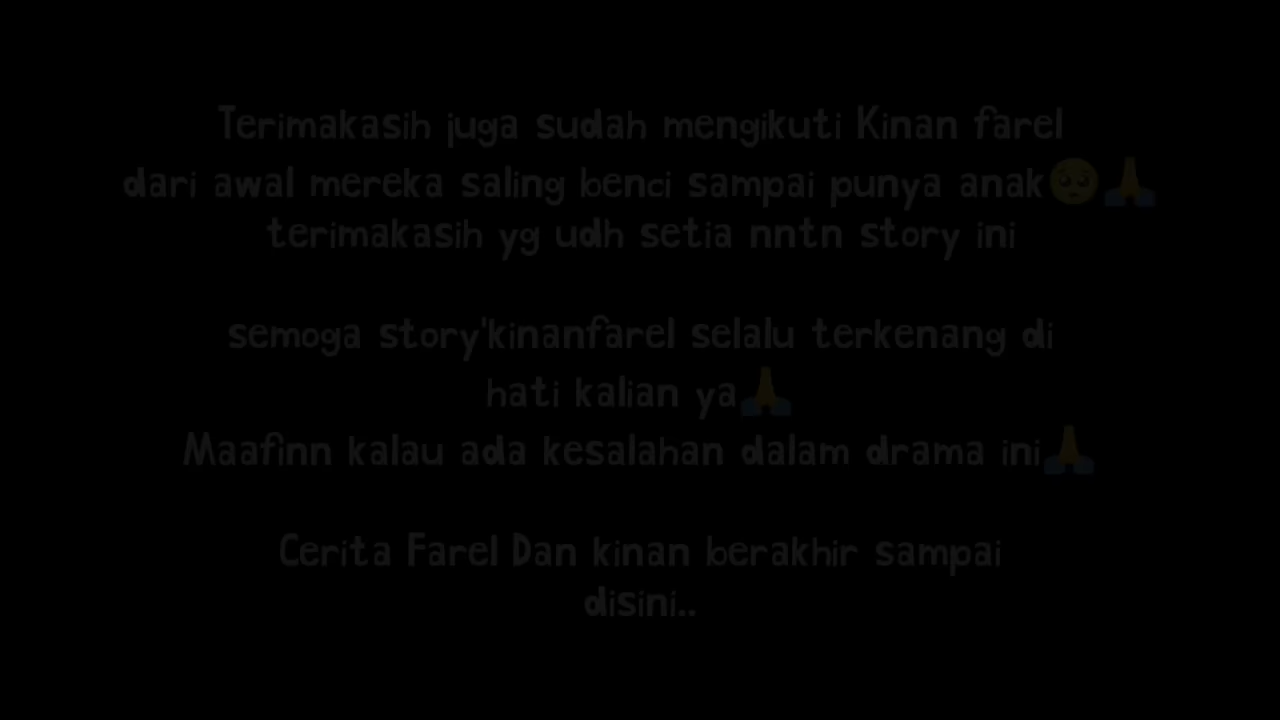 Terimakasih juga sudah mengikuti Kinan farel
dari awal mereka saling benci sampai punya anak🥺🙏
terimakasih yg udh setia nntn story ini
semoga story'kinanfarel selalu terkenang di
hati kalian ya🙏
Maafinn kalau ada kesalahan dalam drama ini🙏
Cerita Farel Dan kinan berakhir sampai
disini..